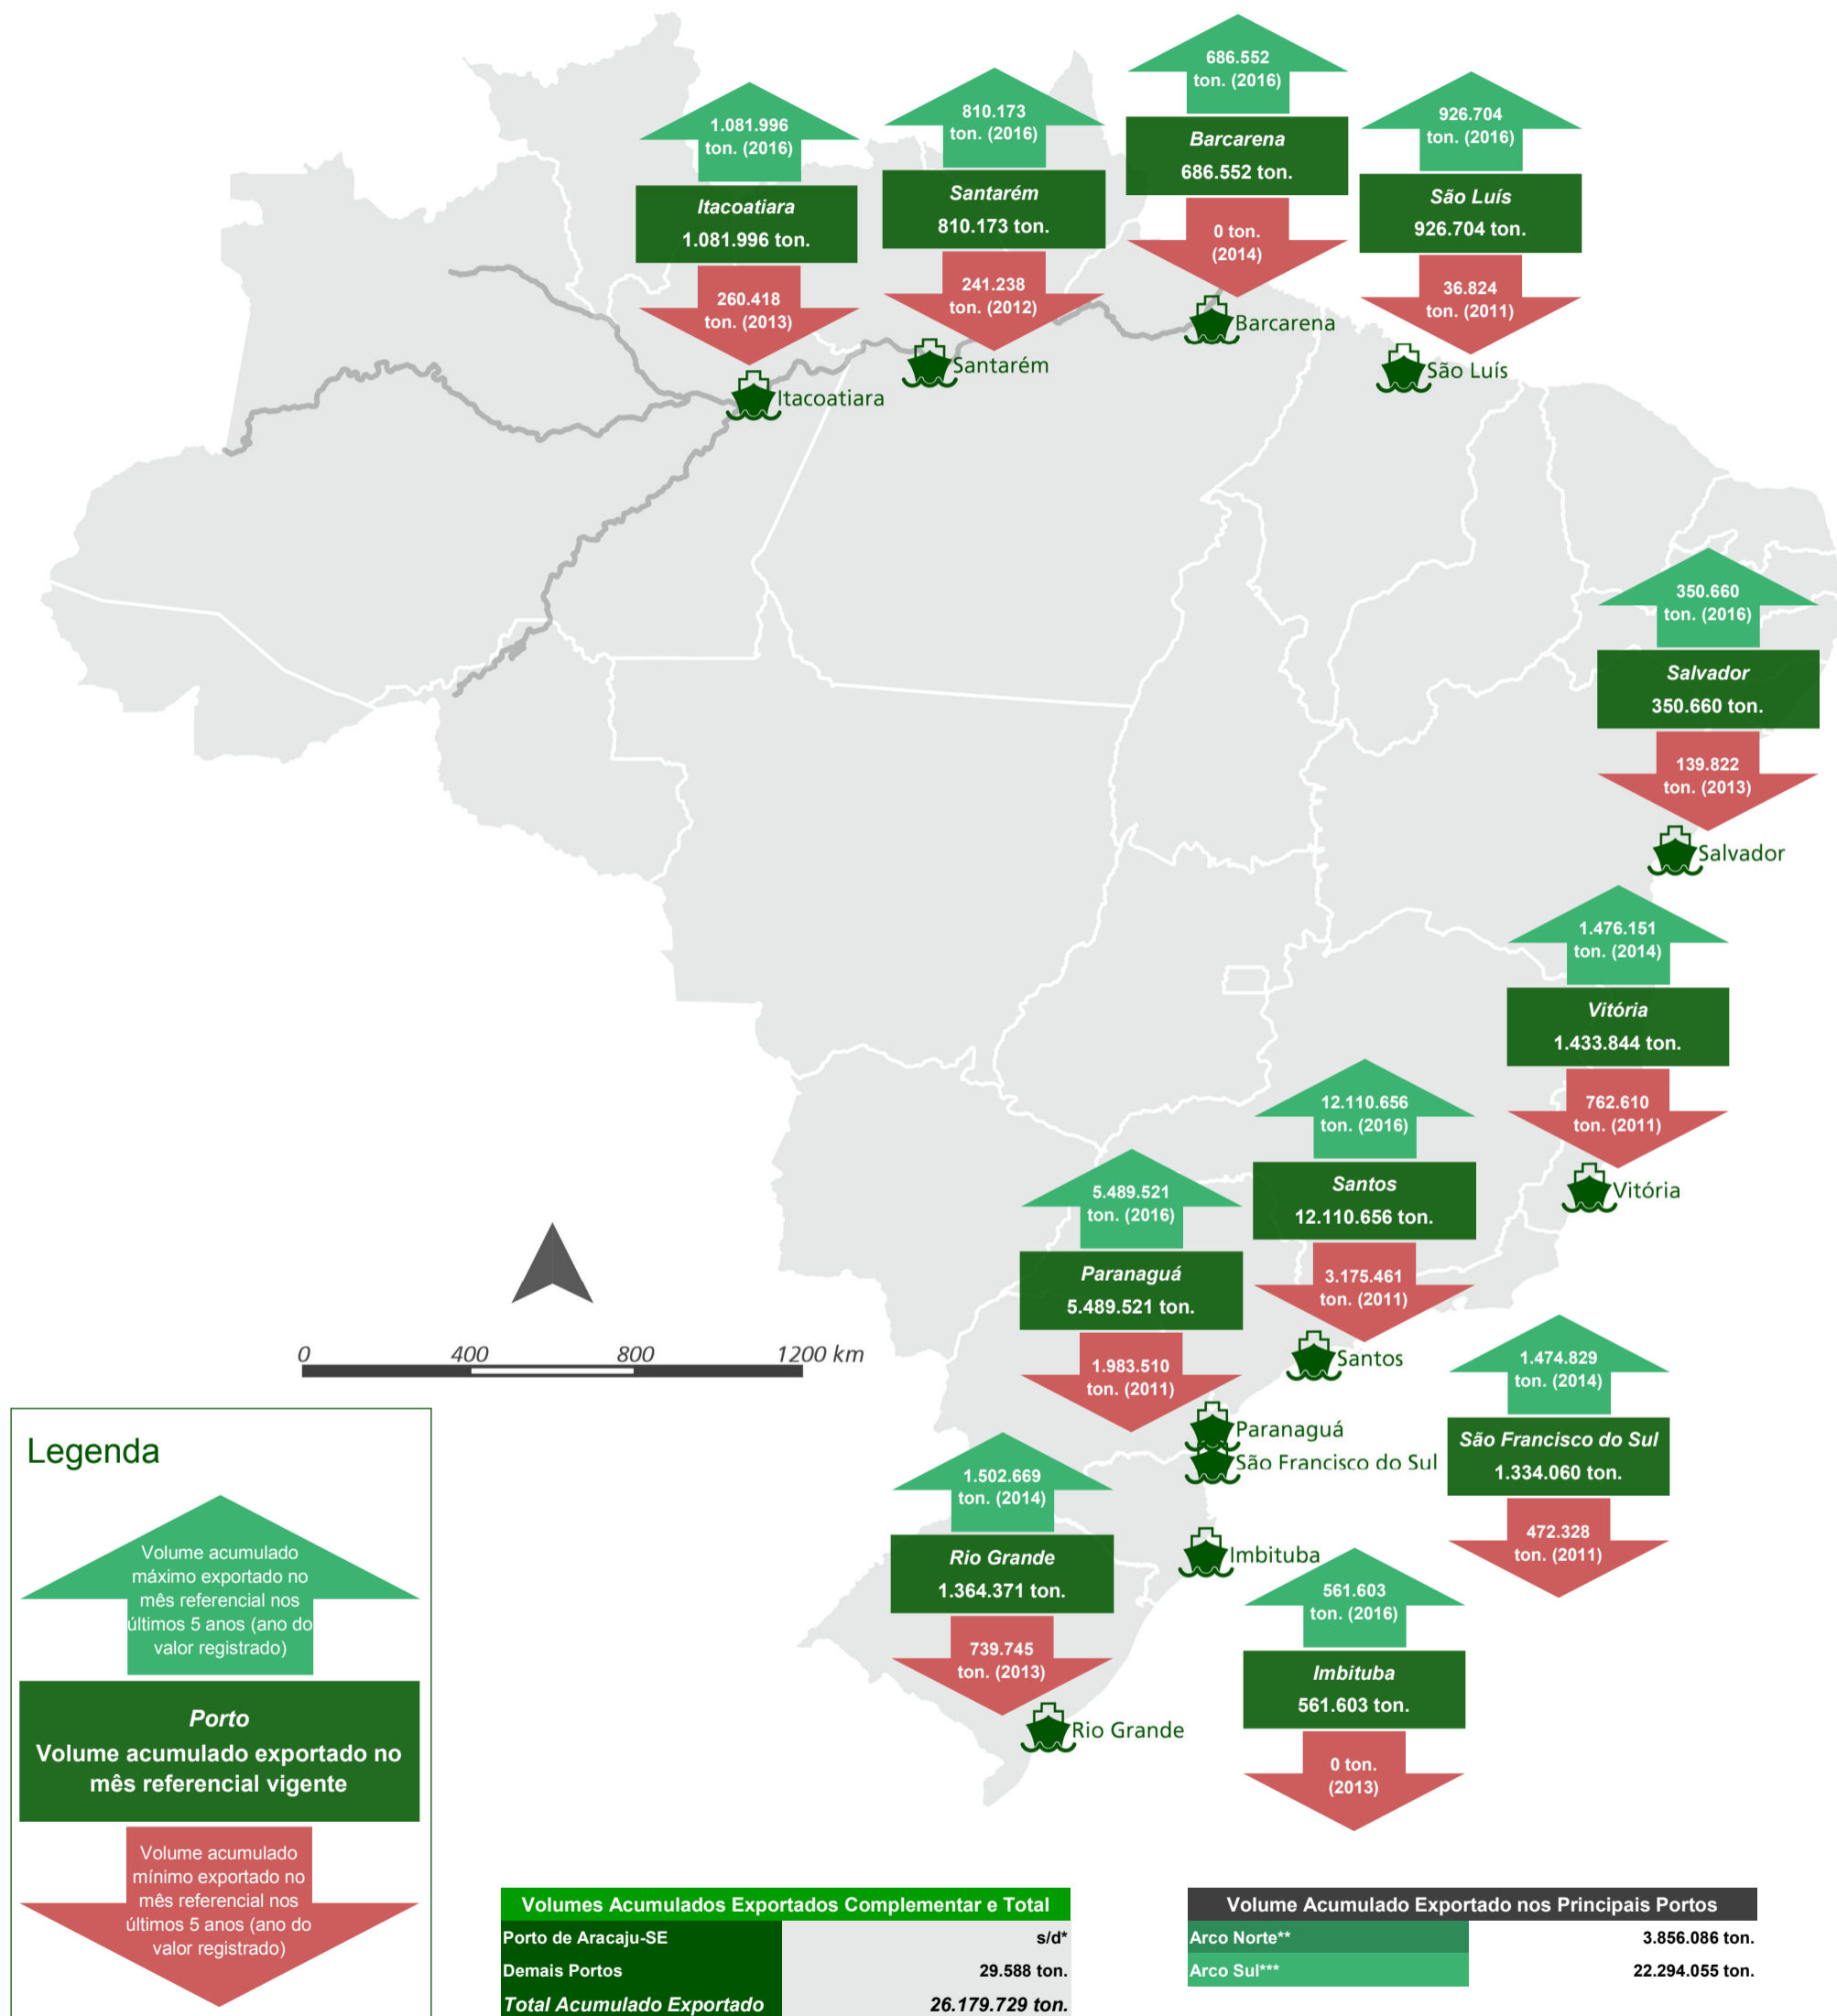 686.552
ton. (2016)
Barcarena
686.552 ton.
0 ton.
(2014)
810.173
ton. (2016)
Santarém
810.173 ton.
241.238
ton. (2012)
926.704
ton. (2016)
São Luís
926.704 ton.
36.824
ton. (2011)
1.081.996
ton. (2016)
Itacoatiara
1.081.996 ton.
260.418
ton. (2013)
Barcarena
Santarém
São Luís
Itacoatiara
350.660
ton. (2016)
Salvador
350.660 ton.
139.822
ton. (2013)
Salvador
1.476.151
ton. (2014)
Vitória
1.433.844 ton.
762.610
ton. (2011)
Vitória
12.110.656
ton. (2016)
Santos
12.110.656 ton.
3.175.461
ton. (2011)
Santos
5.489.521
ton. (2016)
Paranaguá
5.489.521 ton.
1.983.510
ton. (2011)
Paranaguá
São Francisco do Sul
1.474.829
ton. (2014)
São Francisco do Sul
1.334.060 ton.
472.328
ton. (2011)
0 400 800 1200 km
1.502.669
ton. (2014)
Rio Grande
1.364.371 ton.
739.745
ton. (2013)
Rio Grande
Imbituba
561.603
ton. (2016)
Imbituba
561.603 ton.
0 ton.
(2013)
Legenda
Volume acumulado
máximo exportado no
mês referencial nos
últimos 5 anos (ano do
valor registrado)
Porto
Volume acumulado exportado no
mês referencial vigente
Volume acumulado
mínimo exportado no
mês referencial nos
últimos 5 anos (ano do
valor registrado)
Volumes Acumulados Exportados Complementar e Total
Porto de Aracaju-SE s/d*
Demais Portos 29.588 ton.
Total Acumulado Exportado 26.179.729 ton.
Volume Acumulado Exportado nos Principais Portos
Arco Norte** 3.856.086 ton.
Arco Sul*** 22.294.055 ton.